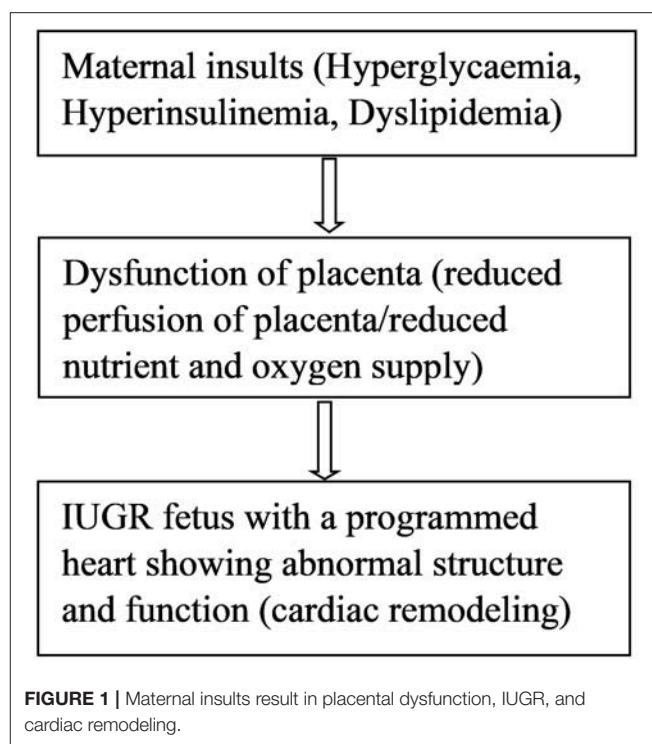 Maternal insults (Hyperglycaemia,
Hyperinsulinemia, Dyslipidemia)
Dysfunction of placenta (reduced
perfusion of placenta/reduced
nutrient and oxygen supply)
IUGR fetus with a programmed
heart showing abnormal structure
and function (cardiac remodeling)
FIGURE 1 | Maternal insults result in placental dysfunction, IUGR, and
cardiac remodeling.